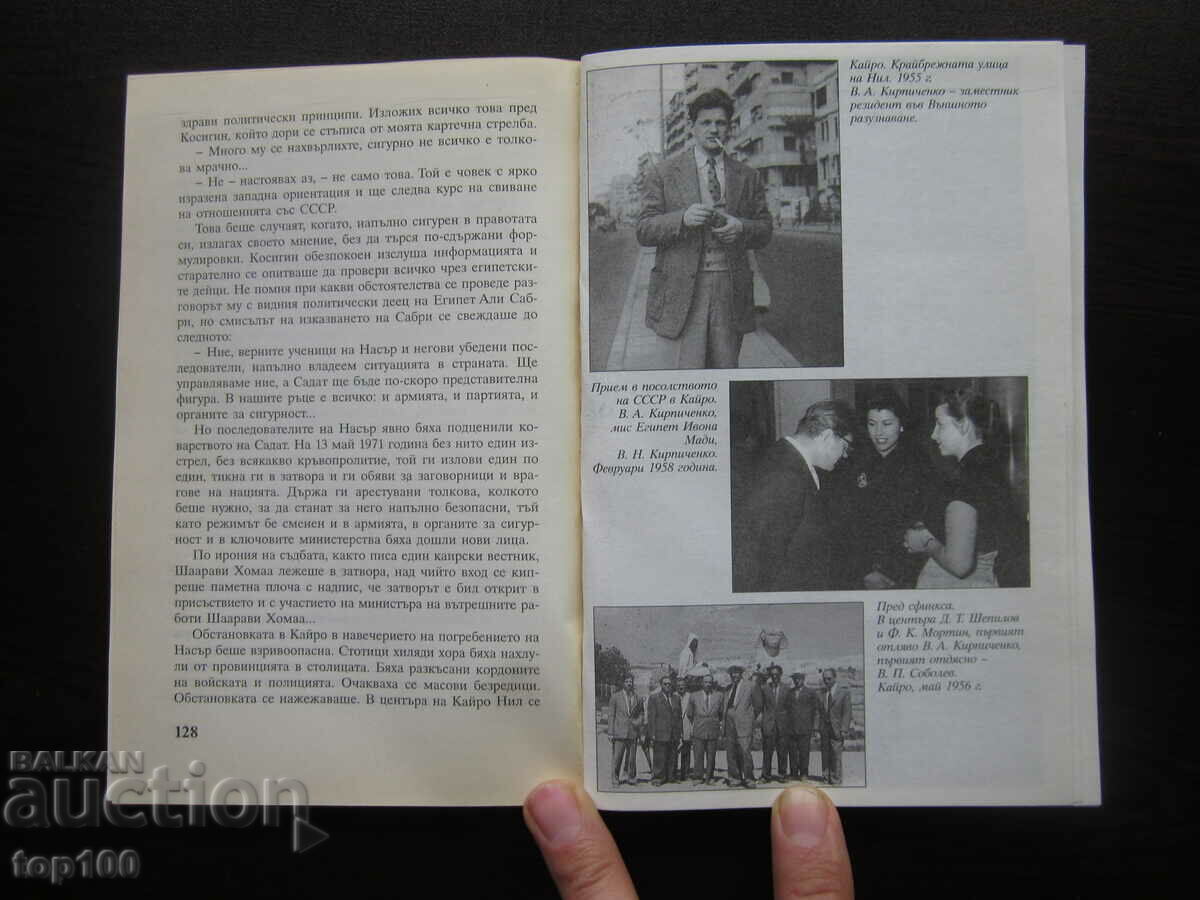 здрави политически принципи. Изложих всичко това пред
Косигин, който дори се стъписа от моята картечна стрелба.
– Много му се нахвърлихте, сигурно не всичко е толко-
ва мрачно...
– Не – настоявах аз, – не само това. Той е човек с ярко
изразена западна ориентация и ще следва курс на свиване
на отношенията със СССР.
Това беше случаят, когато, напълно сигурен в правотата
си, излагах своето мнение, без да търся по-сдържани фор-
мулировки. Косигин обезпокоен изслуша информацията и
старателно се опитваше да провери всичко чрез египетски-
те дейци. Не помня при какви обстоятелства се проведе раз-
говорът му с видния политически деец на Египет Али Саб-
ри, но смисълът на изказването на Сабри се свеждаше до
следното:
– Ние, верните ученици на Насър и негови убедени пос-
ледователи, напълно владеем ситуацията в страната. Ще
управляваме ние, а Садат ще бъде по-скоро представителна
фигура. В нашите ръце е всичко: и армията, и партията, и
органите за сигурност...
Но последователите на Насър явно бяха подценили ко-
варството на Садат. На 13 май 1971 година без нито един из-
стрел, без всякакво кръвопролитие, той ги излови един по
един, тикна ги в затвора и ги обяви за заговорници и вра-
гове на нацията. Държа ги арестувани толкова, колкото
беше нужно, за да станат за него напълно безопасни, тъй
като режимът бе сменен и в армията, в органите за сигур-
ност и в ключовите министерства бяха дошли нови лица.
По ирония на съдбата, както писа един каирски вестник,
Шаарави Хомаа лежеше в затвора, над чийто вход се кип-
реше паметна плоча с надпис, че затворът е бил открит в
присъствието и с участието на министъра на вътрешните ра-
боти Шаарави Хомаа...
Обстановката в Кайро в навечерието на погребението на
Насър беше взривоопасна. Стотици хиляди хора бяха нахлу-
ли от провинцията в столицата. Бяха разкъсани кордоните
на войската и полицията. Очакваха се масови безредици.
Обстановката се нажежаваше. В центъра на Кайро Нил се
128
Кайро. Крайбрежната улица
на Нил. 1955 г.
В. А. Кирпиченко – заместник
резидент във Външното
разузнаване.
Прием в посолството
на СССР в Кайро.
В. А. Кирпиченко,
мис Египет Ивона
Мади,
В. Н. Кирпиченко.
Февруари 1958 година.
Пред сфинкса.
В центъра Д. Т. Шепилов
и Ф. К. Мортин, първият
отляво В. А. Кирпиченко,
първият отдясно –
В. П. Соболев.
Кайро, май 1956 г.
BALKAN
auction
top100